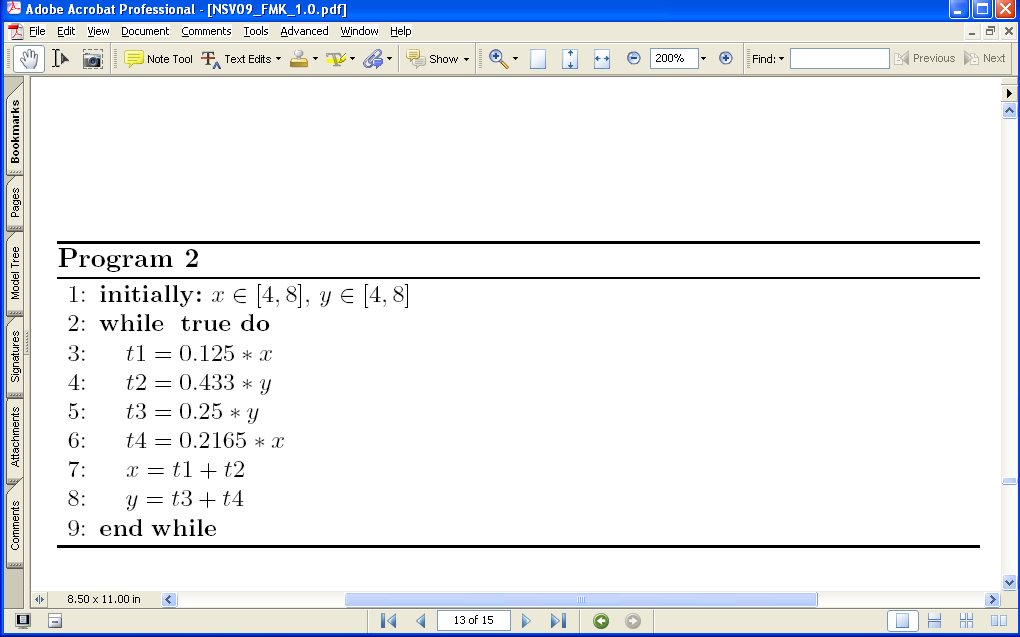 Adobe Acrobat Professional - [NSV09_FMK_1.0.pdf]
File Edit View Document Comments Tools Advanced Window Help
Note Tool Text Edits Show 200% Find: Previous Next
Bookmarks
Pages
Model Tree
Signatures
Attachments
Comments
Program 2
1: initially: x ∈ [4, 8], y ∈ [4, 8]
2: while true do
3: t1 = 0.125 ∗ x
4: t2 = 0.433 ∗ y
5: t3 = 0.25 ∗ y
6: t4 = 0.2165 ∗ x
7: x = t1 + t2
8: y = t3 + t4
9: end while
8.50 x 11.00 in
13 of 15